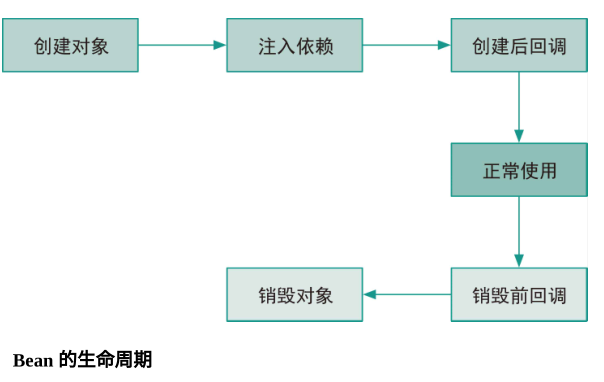 创建对象
注入依赖
创建后回调
正常使用
销毁前回调
销毁对象
Bean 的生命周期